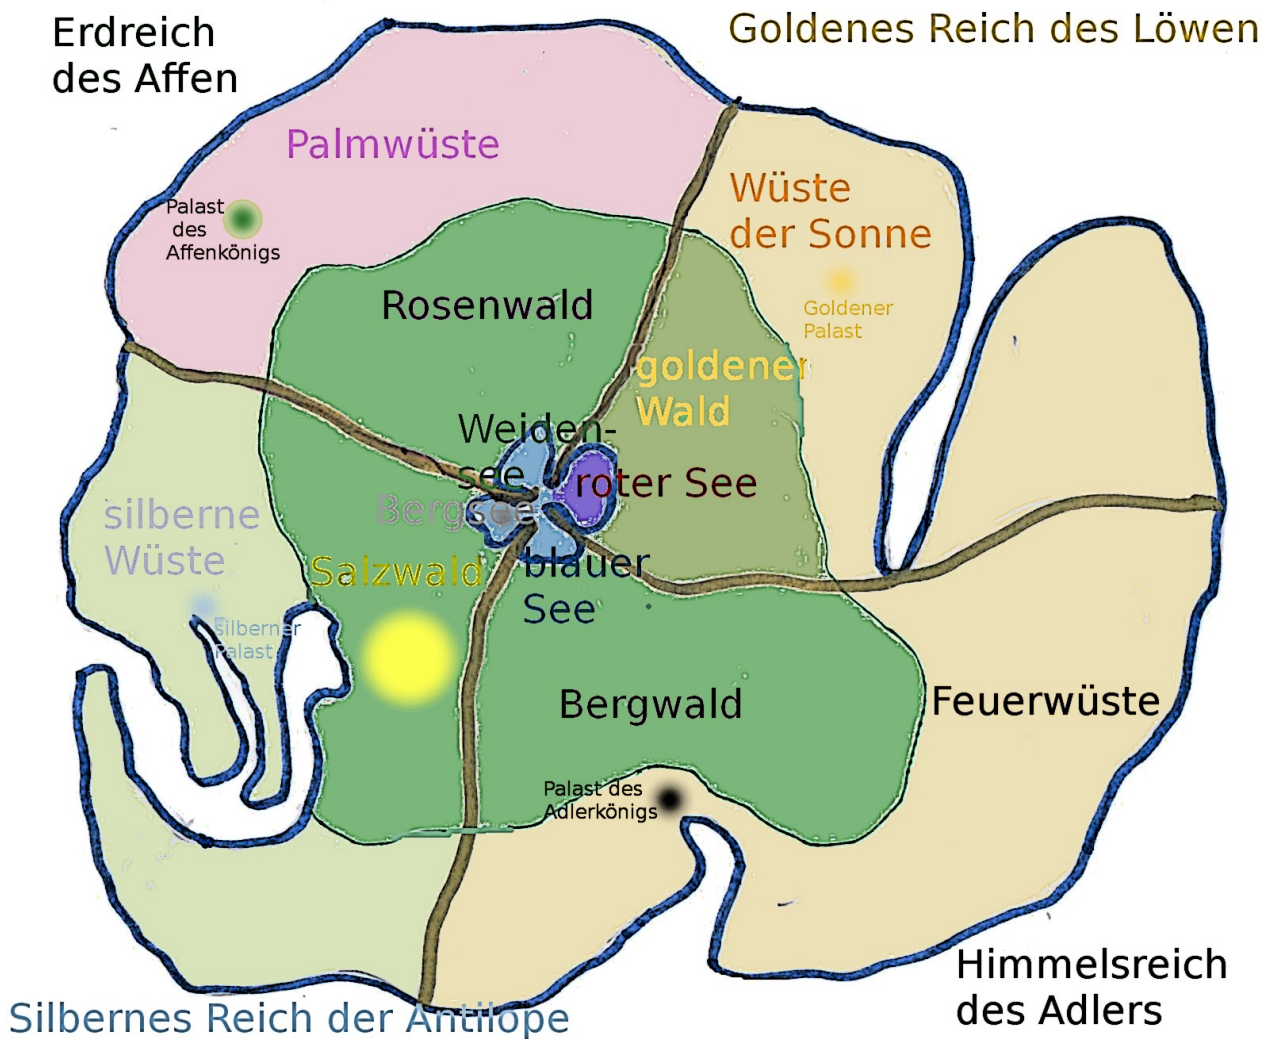 Erdreich
des Affen
Goldenes Reich des Löwen
Palmwüste
Palast
des
Affenkönigs
Wüste
der Sonne
Goldener
Palast
Rosenwald
goldener
Wald
Weiden-
see
roter See
Bergsee
silberne
Wüste
Salzwald
blauer
See
silberner
Palast
Bergwald
Feuerwüste
Palast des
Adlerkönigs
Himmelsreich
des Adlers
Silbernes Reich der Antilope